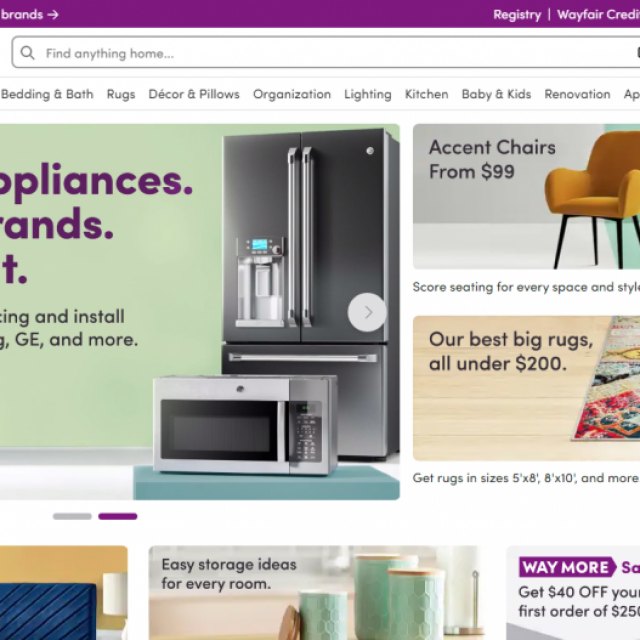 brands →
Registry | Wayfair Credi
Find anything home...
Bedding & Bath Rugs Décor & Pillows Organization Lighting Kitchen Baby & Kids Renovation Ap
ppliances.
rands.
t.
cing and install
g, GE, and more.
Accent Chairs
From $99
Score seating for every space and style
Our best big rugs,
all under $200.
Get rugs in sizes 5'x8', 8'x10', and more.
Easy storage ideas
for every room.
WAY MORE Sa
Get $40 OFF your
first order of $250